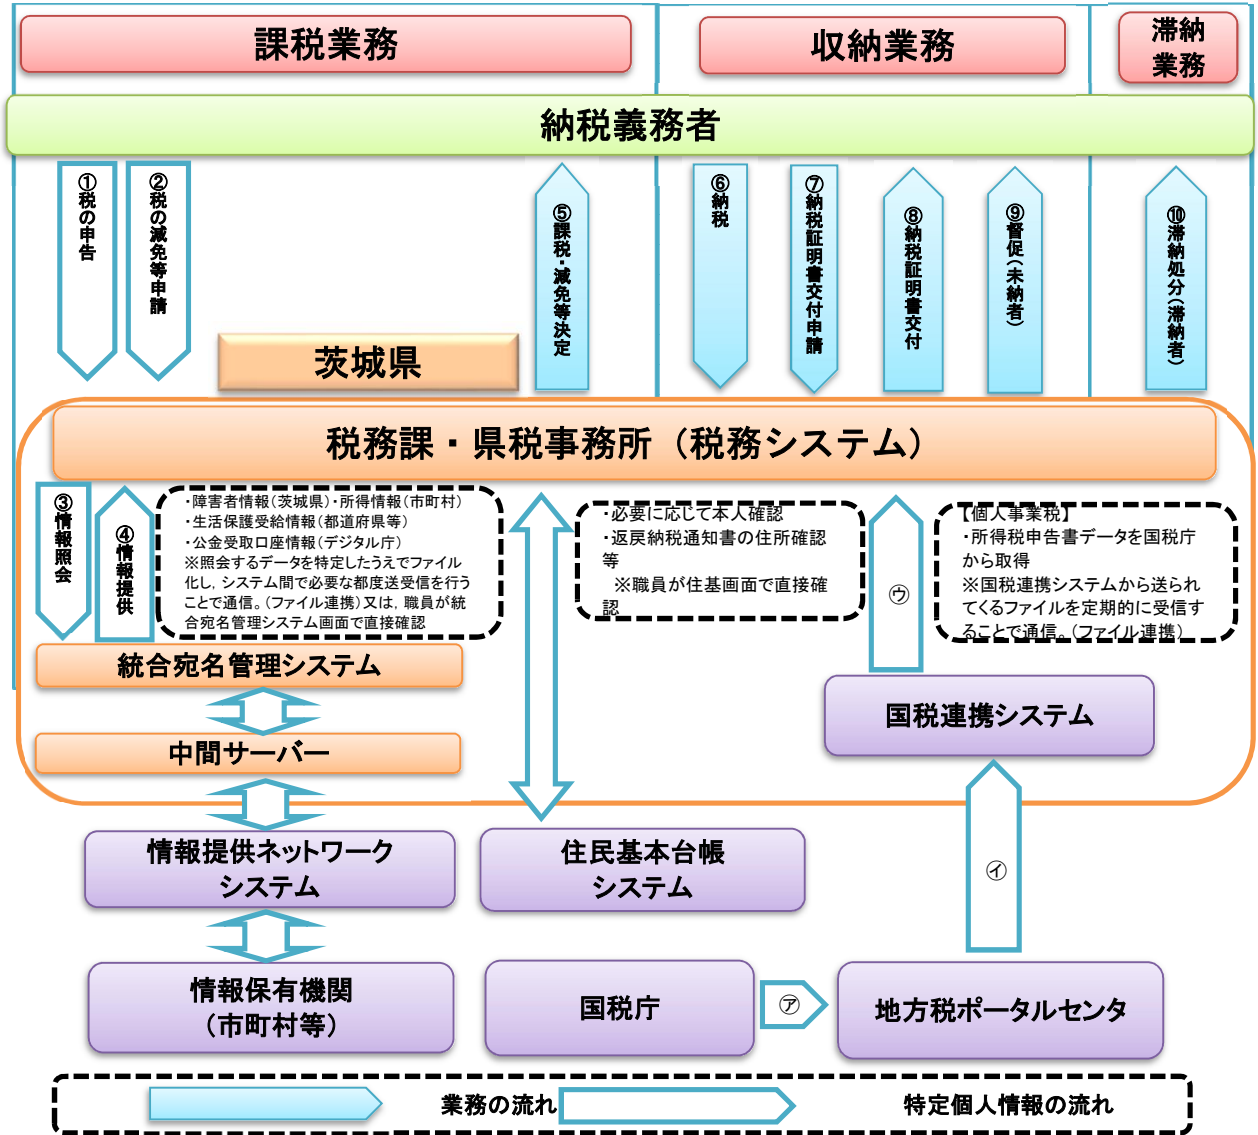 課税業務
収納業務
滞納
業務
納税義務者
①税の申告
②税の減免等申請
⑤課税・減免等決定
⑥納税
⑦納税証明書交付申請
⑧納税証明書交付
⑨督促(未納者)
⑩滞納処分(滞納者)
茨城県
税務課・県税事務所(税務システム)
③情報照会
④情報提供
・障害者情報(茨城県)・所得情報(市町村)
・生活保護受給情報(都道府県等)
・公金受取口座情報(デジタル庁)
※照会するデータを特定したうえでファイル
化し,システム間で必要な都度送受信を行う
ことで通信。(ファイル連携)又は,職員が統
合宛名管理システム画面で直接確認
・必要に応じて本人確認
・返戻納税通知書の住所確認
等
※職員が住基画面で直接確
認
㋒
【個人事業税】
・所得税申告書データを国税庁
から取得
※国税連携システムから送られ
てくるファイルを定期的に受信す
ることで通信。(ファイル連携)
統合宛名管理システム
国税連携システム
中間サーバー
情報提供ネットワーク
システム
住民基本台帳
システム
㋑
情報保有機関
(市町村等)
国税庁
㋐
地方税ポータルセンタ
業務の流れ
特定個人情報の流れ